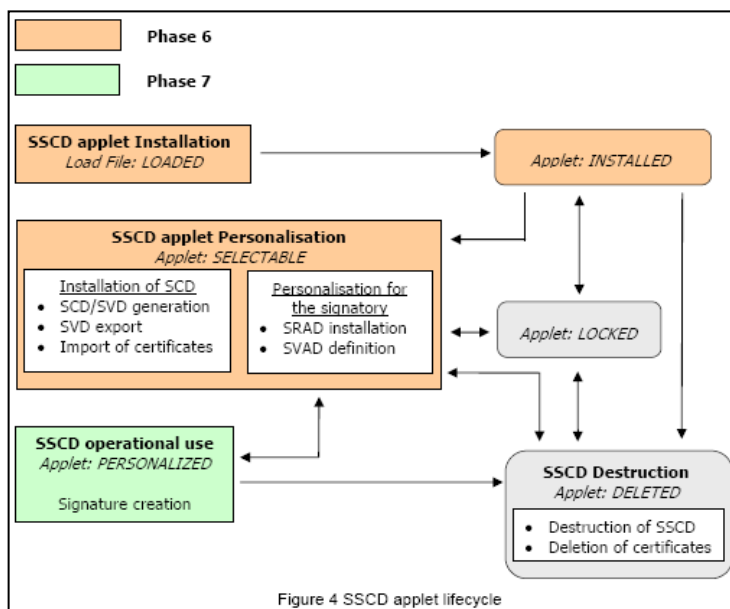 Phase 6
Phase 7
SSCD applet Installation
Load File: LOADED
Applet: INSTALLED
SSCD applet Personalisation
Applet: SELECTABLE
Installation of SCD
• SCD/SVD generation
• SVD export
• Import of certificates
Personalisation for
the signatory
• SRAD installation
• SVAD definition
Applet: LOCKED
SSCD operational use
Applet: PERSONALIZED
Signature creation
SSCD Destruction
Applet: DELETED
• Destruction of SSCD
• Deletion of certificates
Figure 4 SSCD applet lifecycle